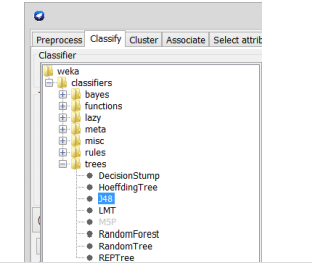 Preprocess Classify Cluster Associate Select attrib
Classifier
weka
classifiers
bayes
functions
lazy
meta
misc
rules
trees
DecisionStump
HoeffdingTree
J48
LMT
M5P
RandomForest
RandomTree
REPTree